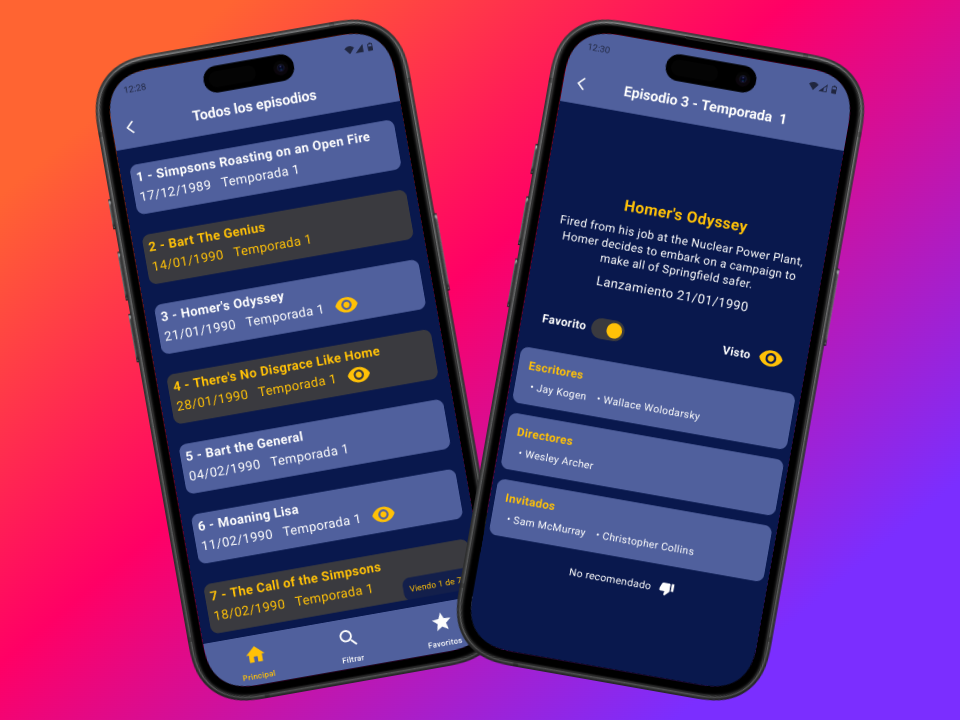 12:28
Todos los episodios
1 - Simpsons Roasting on an Open Fire
17/12/1989 Temporada 1
2 - Bart The Genius
14/01/1990 Temporada 1
3 - Homer's Odyssey
21/01/1990 Temporada 1
4 - There's No Disgrace Like Home
28/01/1990 Temporada 1
5 - Bart the General
04/02/1990 Temporada 1
6 - Moaning Lisa
11/02/1990 Temporada 1
7 - The Call of the Simpsons
18/02/1990 Temporada 1
Viendo 1 de 7
Principal
Filtrar
Favoritos
12:30
Episodio 3 - Temporada 1
Homer's Odyssey
Fired from his job at the Nuclear Power Plant,
Homer decides to embark on a campaign to
make all of Springfield safer.
Lanzamiento 21/01/1990
Favorito
Visto
Escritores
• Jay Kogen • Wallace Wolodarsky
Directores
• Wesley Archer
Invitados
• Sam McMurray • Christopher Collins
No recomendado